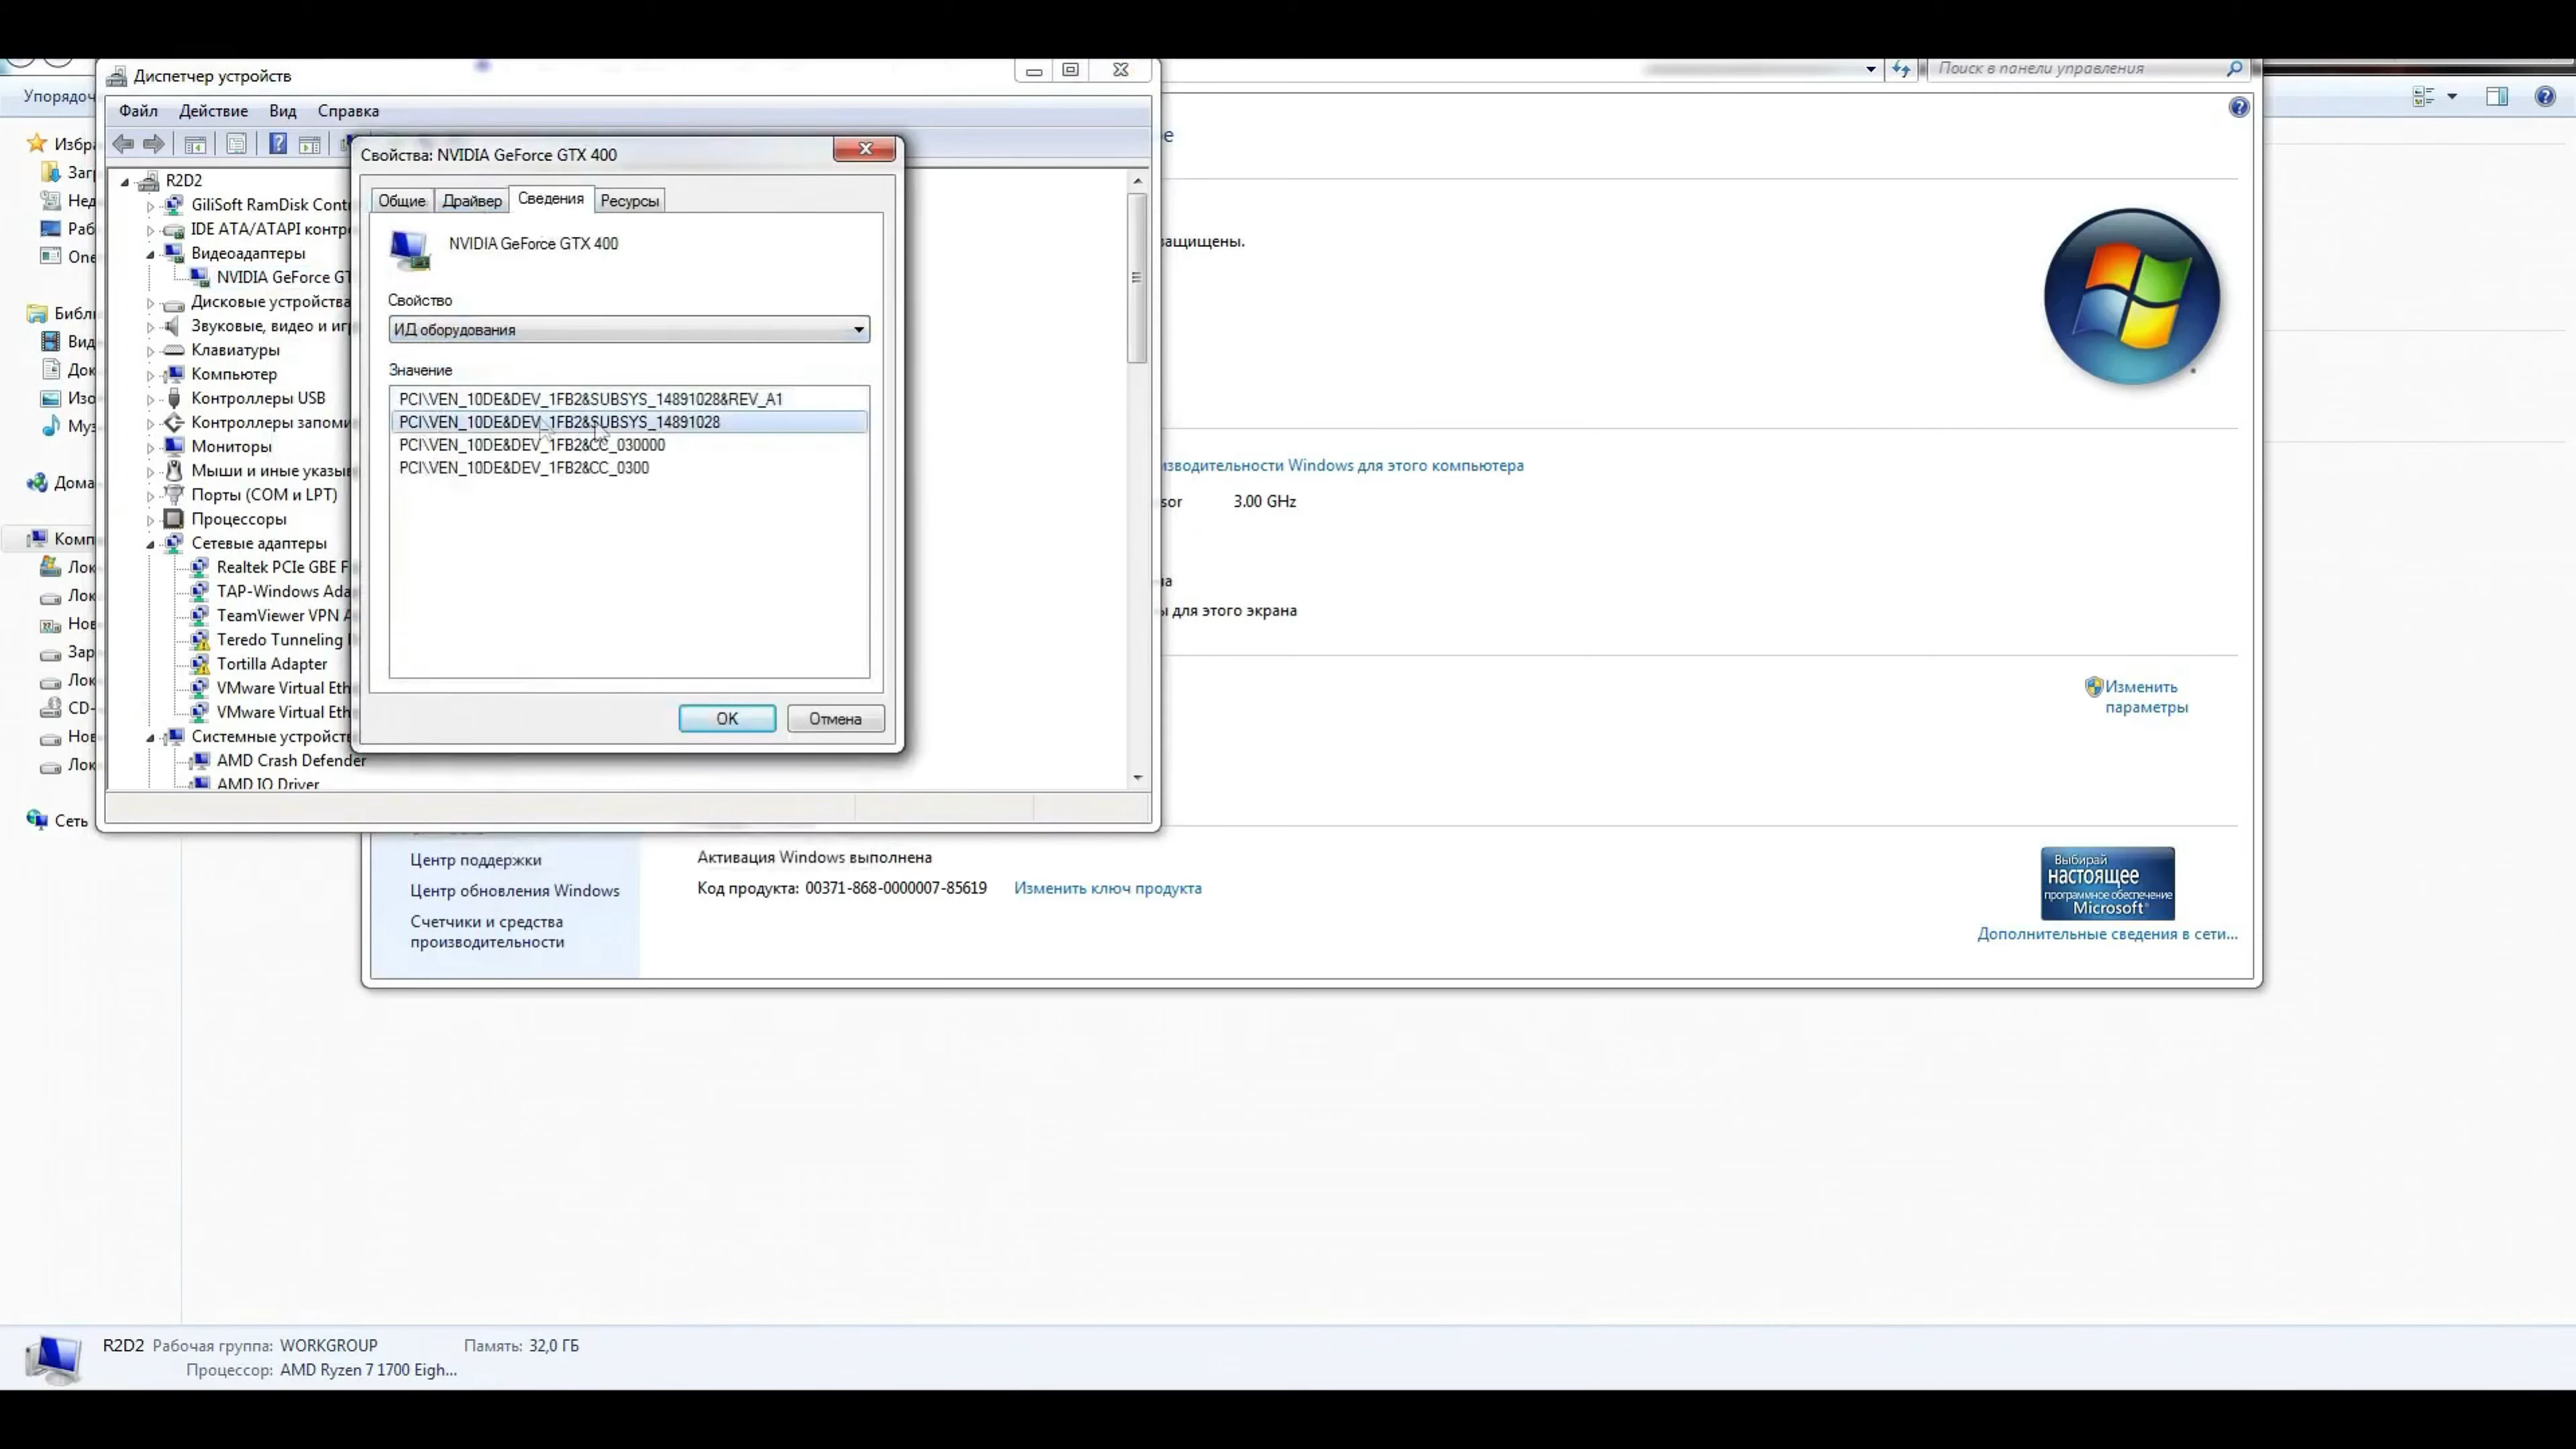 Диспетчер устройств
Файл Действие Вид Справка
R2D2
GiliSoft RamDisk Cont
IDE ATA/ATAPI контро
Видеоадаптеры
NVIDIA GeForce GT
Дисковые устройства
Звуковые, видео и иг
Клавиатуры
Компьютер
Контроллеры USB
Контроллеры запоми
Мониторы
Мыши и иные указы
Порты (COM и LPT)
Процессоры
Сетевые адаптеры
Realtek PCIe GBE F
TAP-Windows Ada
TeamViewer VPN A
Teredo Tunneling
Tortilla Adapter
VMware Virtual Eth
VMware Virtual Eth
Системные устройст
AMD Crash Defender
AMD IO Driver
Свойства: NVIDIA GeForce GTX 400
Общие Драйвер Сведения Ресурсы
NVIDIA GeForce GTX 400
Свойство
ИД оборудования
Значение
PCI\VEN_10DE&DEV_1FB2&SUBSYS_14891028&REV_A1
PCI\VEN_10DE&DEV_1FB2&SUBSYS_14891028
PCI\VEN_10DE&DEV_1FB2&CC_030000
PCI\VEN_10DE&DEV_1FB2&CC_0300
OK Отмена
Упорядоч
Избра
Заг
Нед
Раб
One
Библи
Вид
Док
Изо
Муз
Дома
Комп
Лок
Лок
Нов
Зар
Лок
CD-
Нов
Лок
Сеть
Поиск в панели управления
е
защищены.
изводительности Windows для этого компьютера
sor 3.00 GHz
ма
ы для этого экрана
Изменить
параметры
Центр поддержки
Центр обновления Windows
Счетчики и средства
производительности
Активация Windows выполнена
Код продукта: 00371-868-0000007-85619 Изменить ключ продукта
Выбирай
настоящее
программное обеспечение
Microsoft®
Дополнительные сведения в сети...
R2D2 Рабочая группа: WORKGROUP Память: 32,0 ГБ
Процессор: AMD Ryzen 7 1700 Eigh...